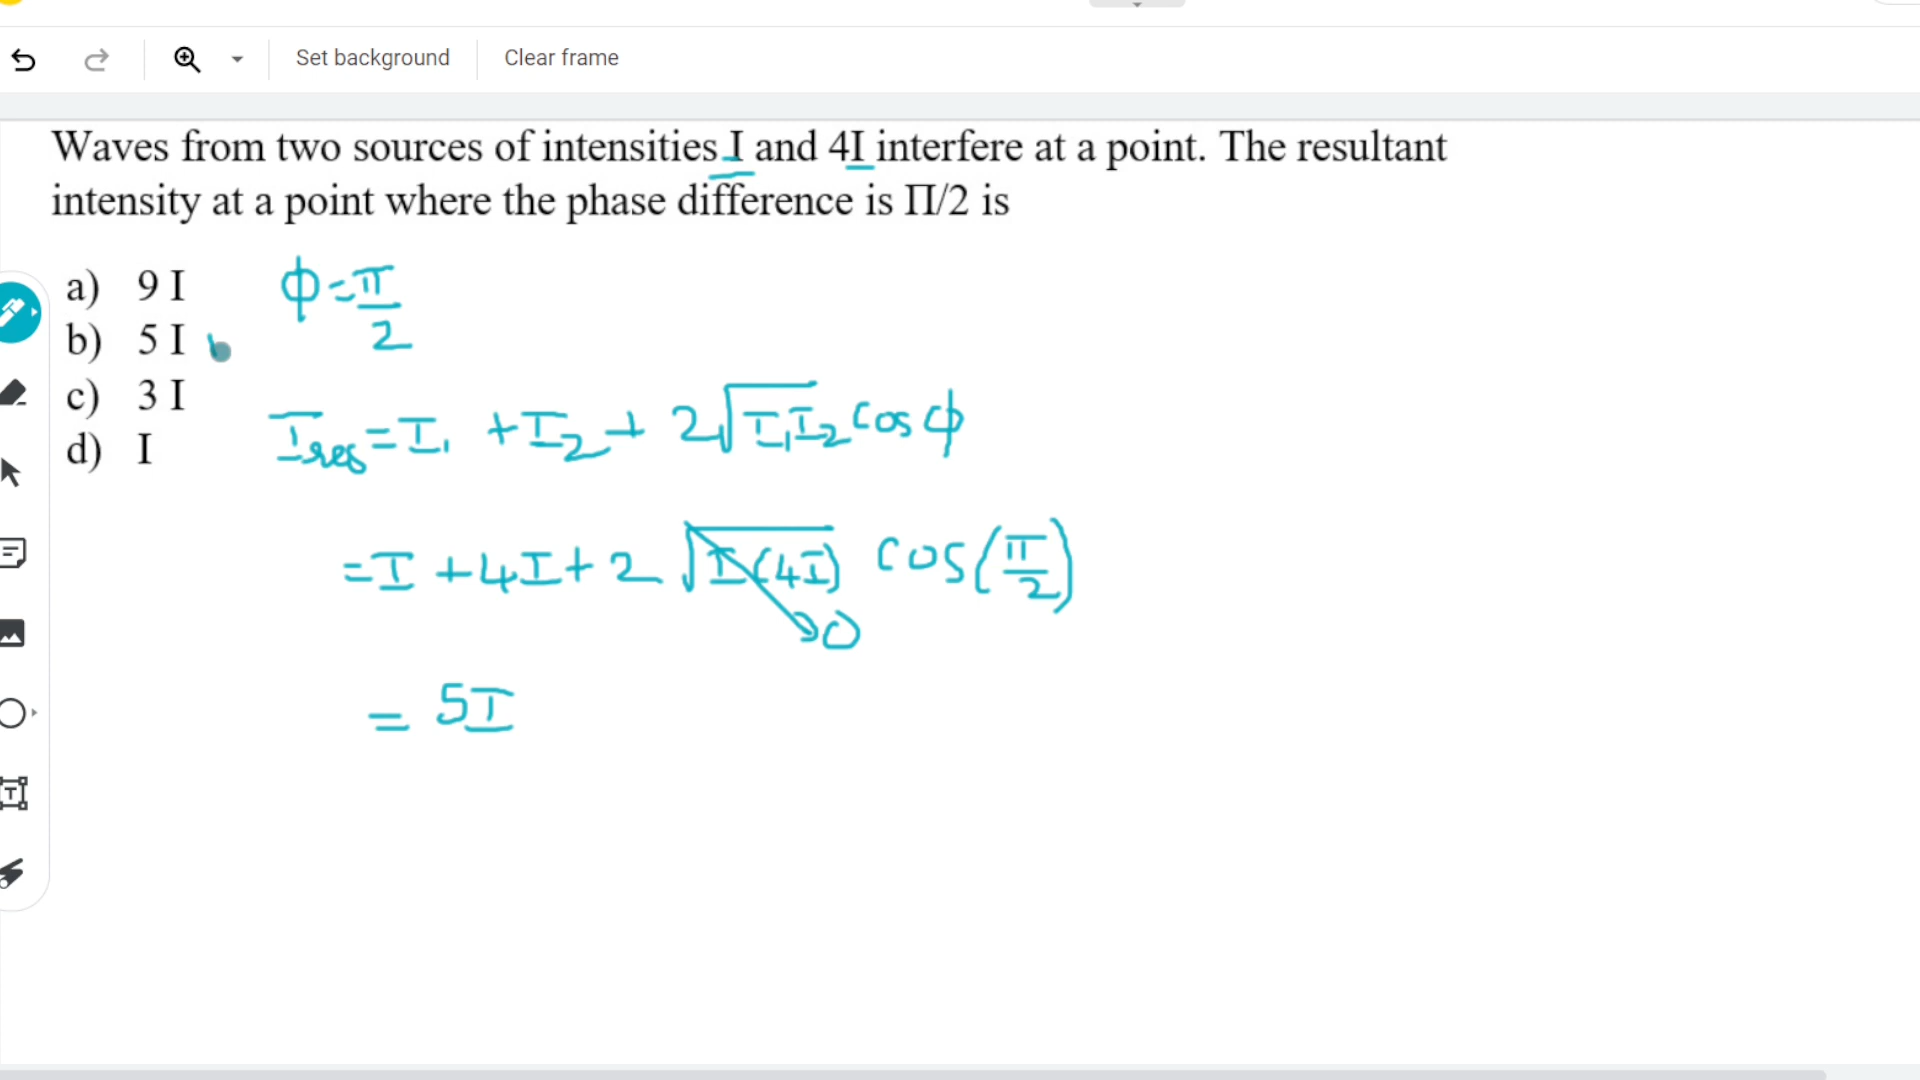 Set background Clear frame
Waves from two sources of intensities I and 4I interfere at a point. The resultant
intensity at a point where the phase difference is Π/2 is
a) 9 I
b) 5 I
c) 3 I
d) I
ϕ = π/2
I_res = I₁ + I₂ + 2√(I₁I₂) cos ϕ
= I + 4I + 2 √(I(4I)) cos(π/2)
→ 0
= 5I